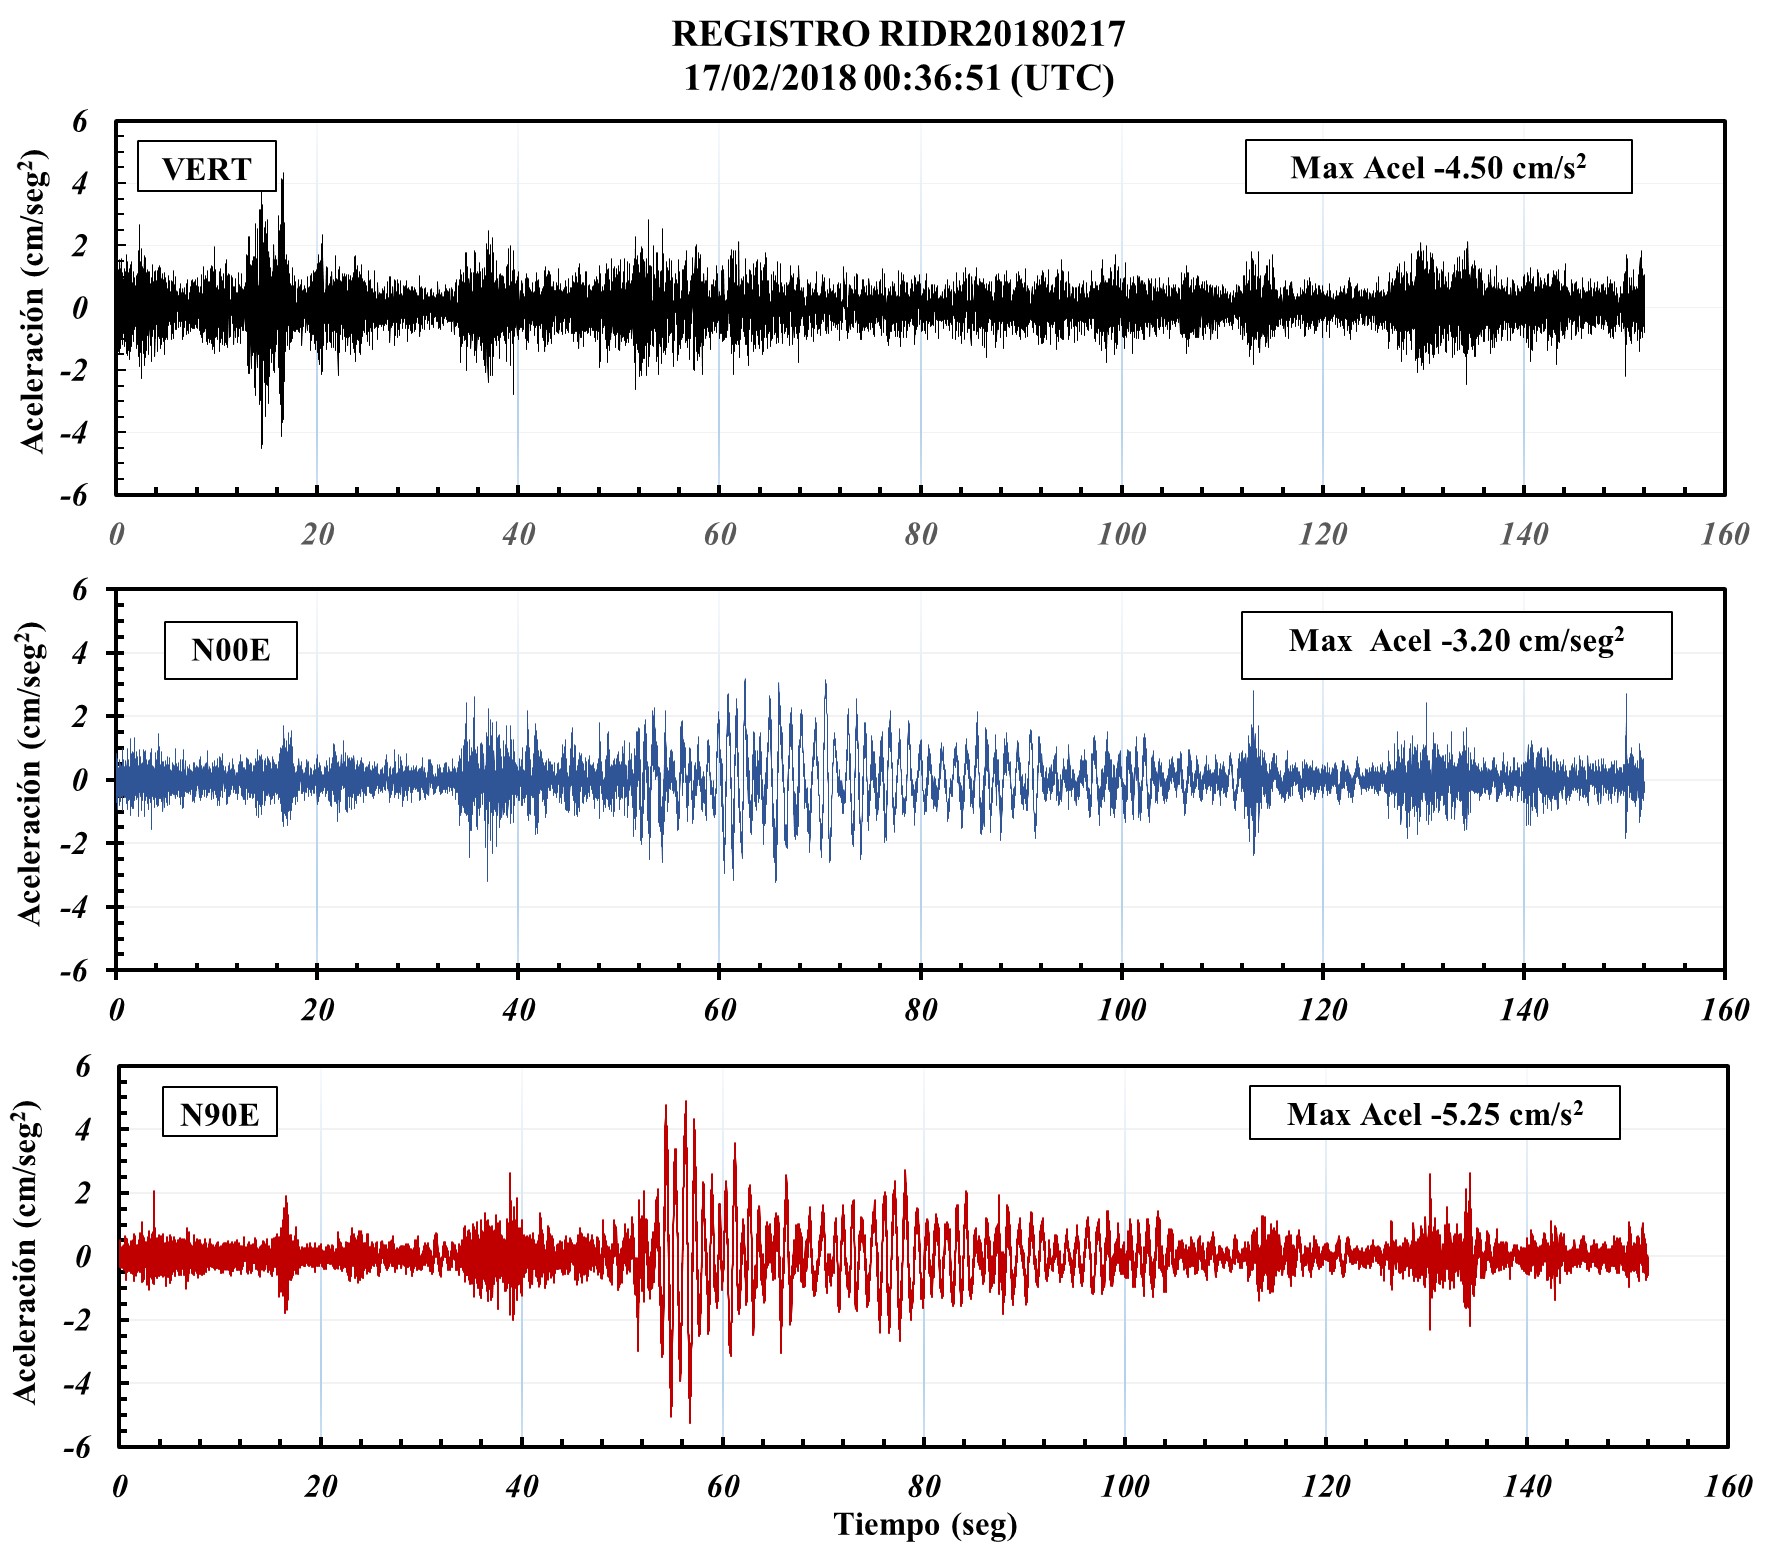 REGISTRO RIDR20180217
17/02/2018 00:36:51 (UTC)
Aceleración (cm/seg²)
6
4
2
0
-2
-4
-6
VERT
Max Acel -4.50 cm/s²
0 20 40 60 80 100 120 140 160
Aceleración (cm/seg²)
6
4
2
0
-2
-4
-6
N00E
Max Acel -3.20 cm/seg²
0 20 40 60 80 100 120 140 160
Aceleración (cm/seg²)
6
4
2
0
-2
-4
-6
N90E
Max Acel -5.25 cm/s²
0 20 40 60 80 100 120 140 160
Tiempo (seg)